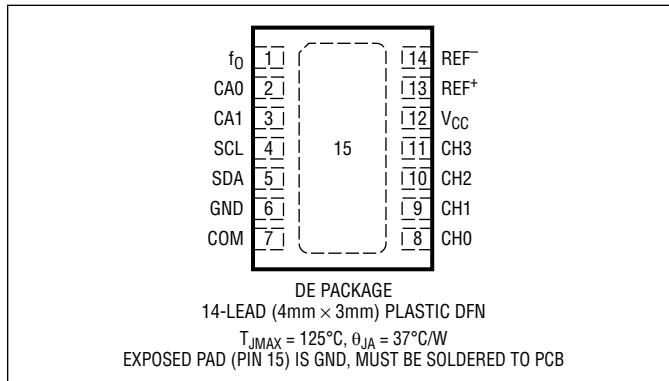 fO 1 14 REF–
CA0 2 13 REF+
CA1 3 12 VCC
SCL 4 15 11 CH3
SDA 5 10 CH2
GND 6 9 CH1
COM 7 8 CH0
DE PACKAGE
14-LEAD (4mm × 3mm) PLASTIC DFN
TJMAX = 125°C, θJA = 37°C/W
EXPOSED PAD (PIN 15) IS GND, MUST BE SOLDERED TO PCB